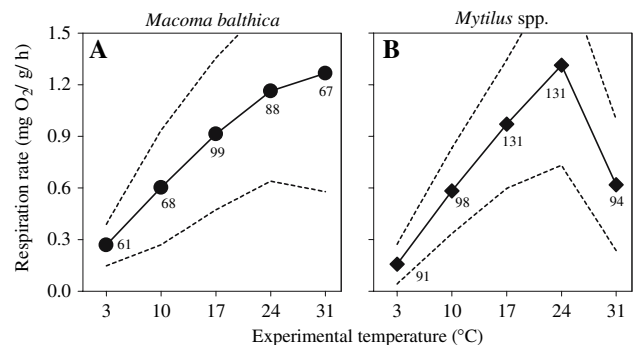 Macoma balthica
Mytilus spp.
A
B
Respiration rate (mg O2/ g/ h)
1.5
1.2
0.9
0.6
0.3
0.0
61
68
99
88
67
91
98
131
131
94
3 10 17 24 31
3 10 17 24 31
Experimental temperature (°C)